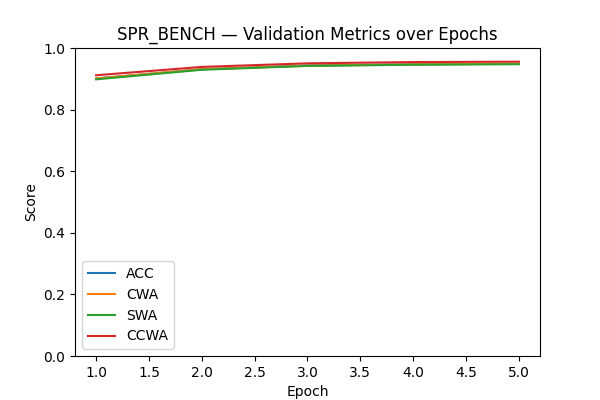 SPR_BENCH — Validation Metrics over Epochs
1.0
0.8
0.6
0.4
0.2
0.0
Score
ACC
CWA
SWA
CCWA
1.0 1.5 2.0 2.5 3.0 3.5 4.0 4.5 5.0
Epoch